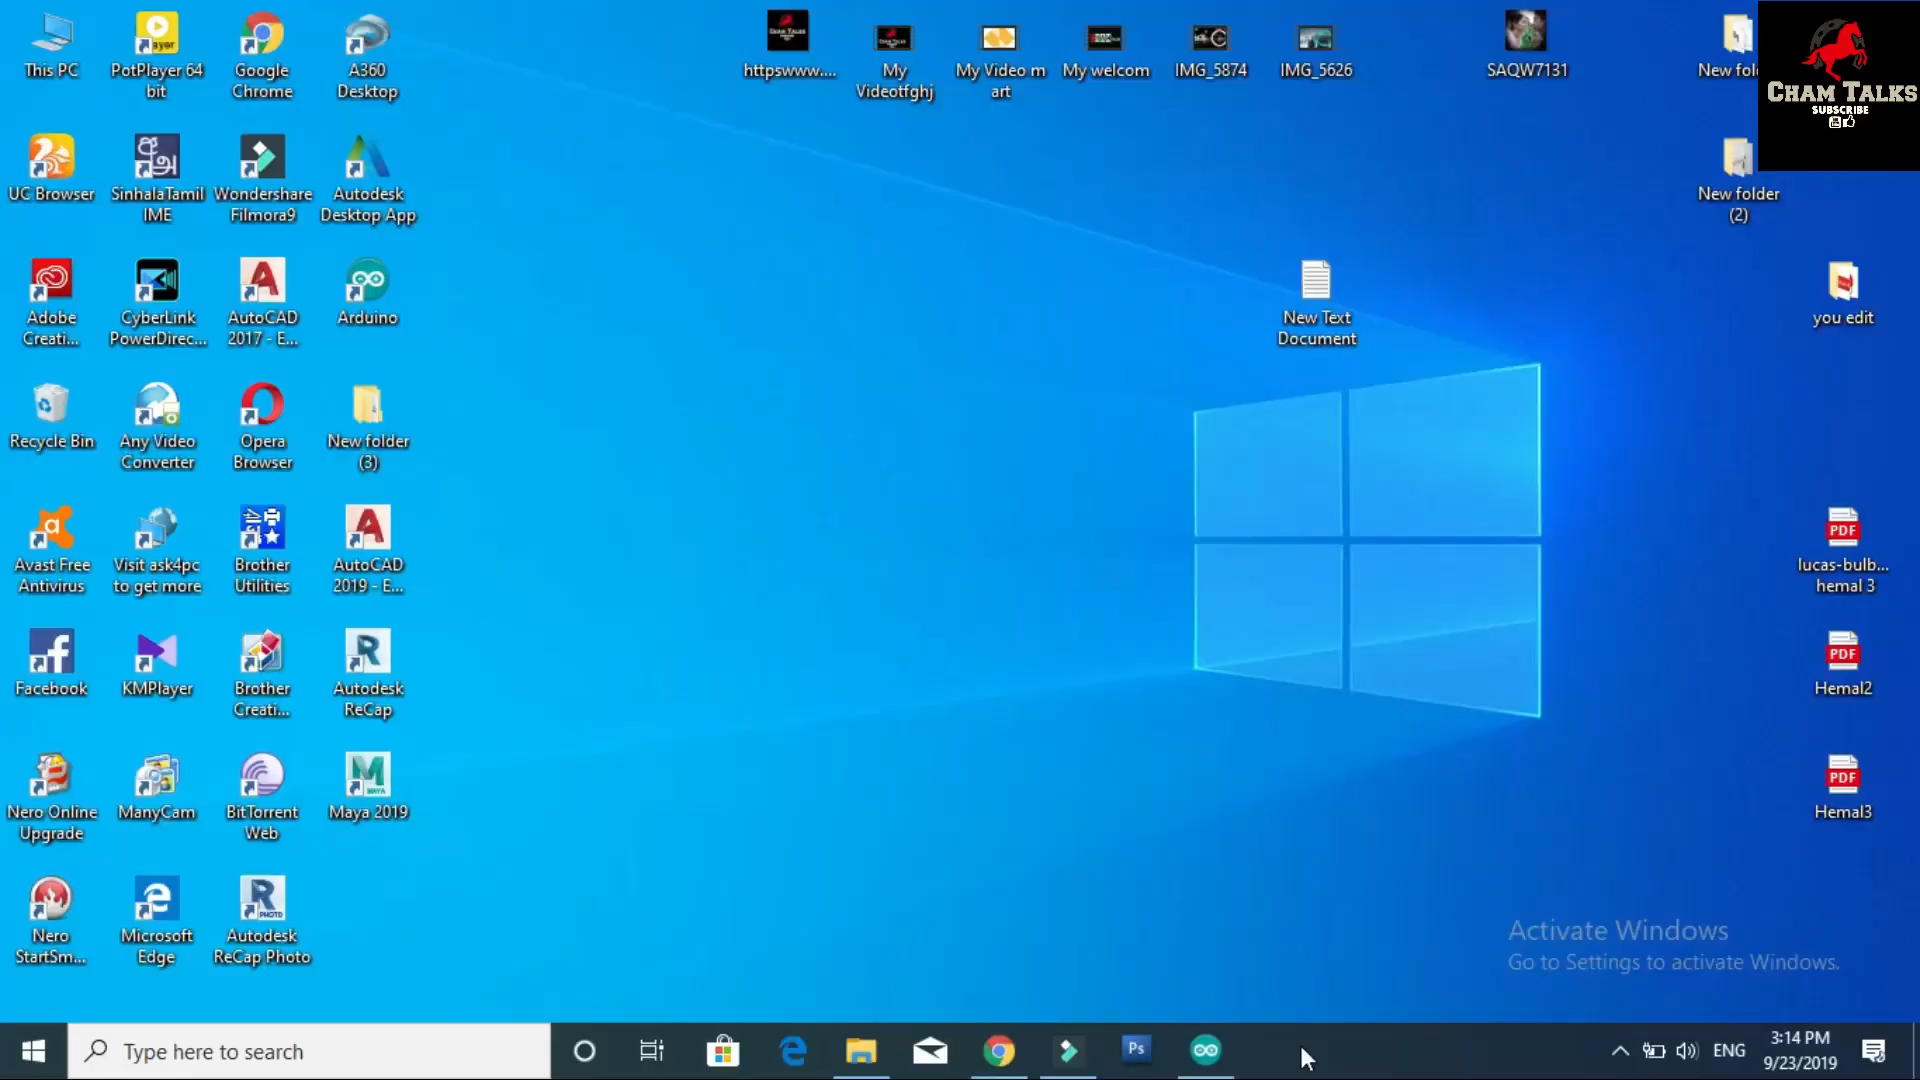 This PC
PotPlayer 64
bit
Google
Chrome
A360
Desktop
httpswww....
My
Videotfghj
My Video m
art
My welcom
IMG_5874
IMG_5626
SAQW7131
New fol
CHAM TALKS
SUBSCRIBE
UC Browser
SinhalaTamil
IME
Wondershare
Filmora9
Autodesk
Desktop App
New folder
(2)
Adobe
Creati...
CyberLink
PowerDirec...
AutoCAD
2017 - E...
Arduino
New Text
Document
you edit
Recycle Bin
Any Video
Converter
Opera
Browser
New folder
(3)
Avast Free
Antivirus
Visit ask4pc
to get more
Brother
Utilities
AutoCAD
2019 - E...
PDF
lucas-bulb...
hemal 3
Facebook
KMPlayer
Brother
Creati...
Autodesk
ReCap
PDF
Hemal2
Nero Online
Upgrade
ManyCam
BitTorrent
Web
MAYA
Maya 2019
PDF
Hemal3
Nero
StartSm...
Microsoft
Edge
PHOTO
Autodesk
ReCap Photo
Activate Windows
Go to Settings to activate Windows.
Type here to search
Ps
ENG
3:14 PM
9/23/2019